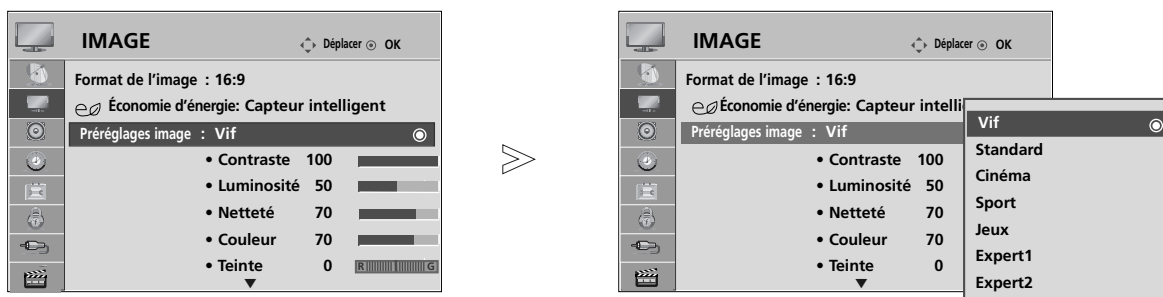 IMAGE
Déplacer OK
Format de l'image : 16:9
Économie d'énergie: Capteur intelligent
Préréglages image : Vif
• Contraste 100
• Luminosité 50
• Netteté 70
• Couleur 70
• Teinte 0 R G
IMAGE
Déplacer OK
Format de l'image : 16:9
Économie d'énergie: Capteur intelli
Préréglages image : Vif
• Contraste 100
• Luminosité 50
• Netteté 70
• Couleur 70
• Teinte 0
Vif
Standard
Cinéma
Sport
Jeux
Expert1
Expert2